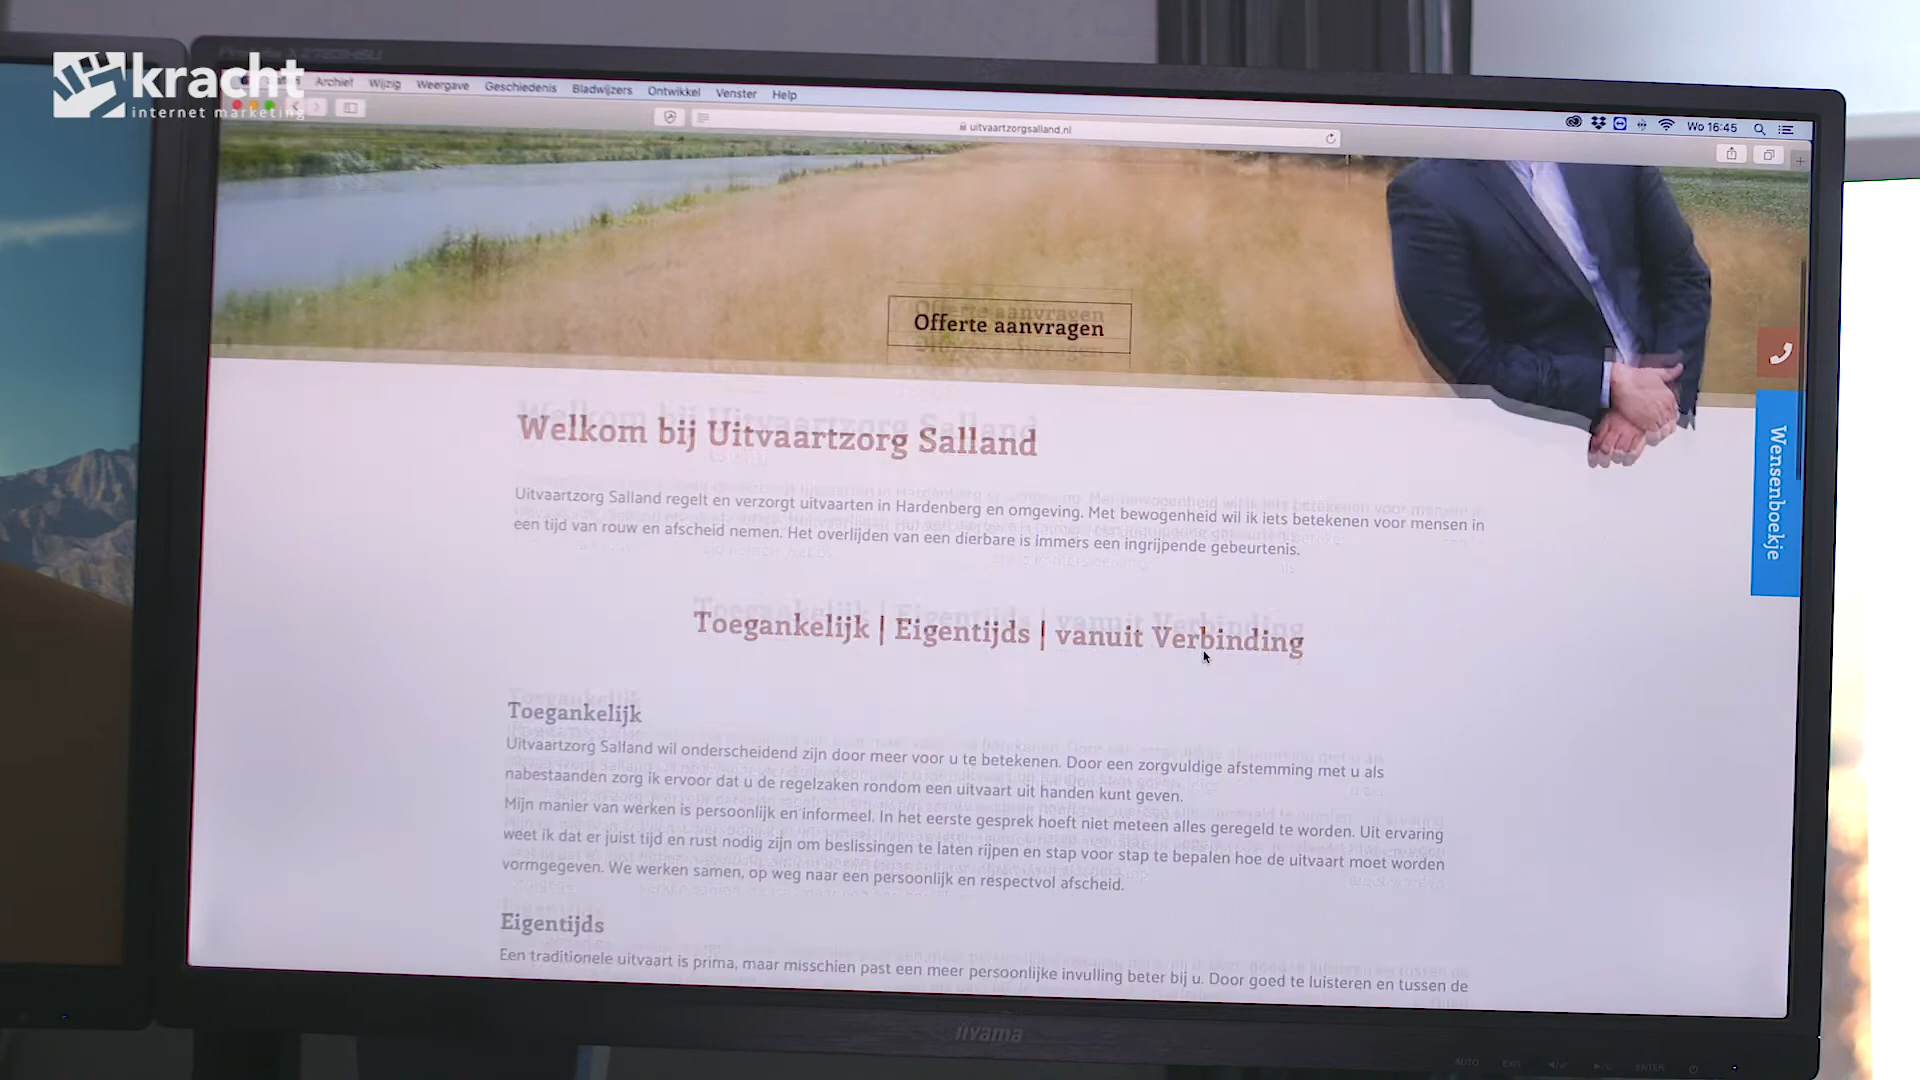 kracht
internet marketing
Archief Wijzig Weergave Geschiedenis Bladwijzers Ontwikkel Venster Help
Wo 16:45
uitvaartzorgsalland.nl
Offerte aanvragen
Welkom bij Uitvaartzorg Salland
Uitvaartzorg Salland regelt en verzorgt uitvaarten in Hardenberg en omgeving. Met bewogenheid wil ik iets betekenen voor mensen in
een tijd van rouw en afscheid nemen. Het overlijden van een dierbare is immers een ingrijpende gebeurtenis.
Wensenboekje
Toegankelijk | Eigentijds | vanuit Verbinding
Toegankelijk
Uitvaartzorg Salland wil onderscheidend zijn door meer voor u te betekenen. Door een zorgvuldige afstemming met u als
nabestaanden zorg ik ervoor dat u de regelzaken rondom een uitvaart uit handen kunt geven.
Mijn manier van werken is persoonlijk en informeel. In het eerste gesprek hoeft niet meteen alles geregeld te worden. Uit ervaring
weet ik dat er juist tijd en rust nodig zijn om beslissingen te laten rijpen en stap voor stap te bepalen hoe de uitvaart moet worden
vormgegeven. We werken samen, op weg naar een persoonlijk en respectvol afscheid.
Eigentijds
Een traditionele uitvaart is prima, maar misschien past een meer persoonlijke invulling beter bij u. Door goed te luisteren en tussen de
iiyama
AUTO EXIT ENTER